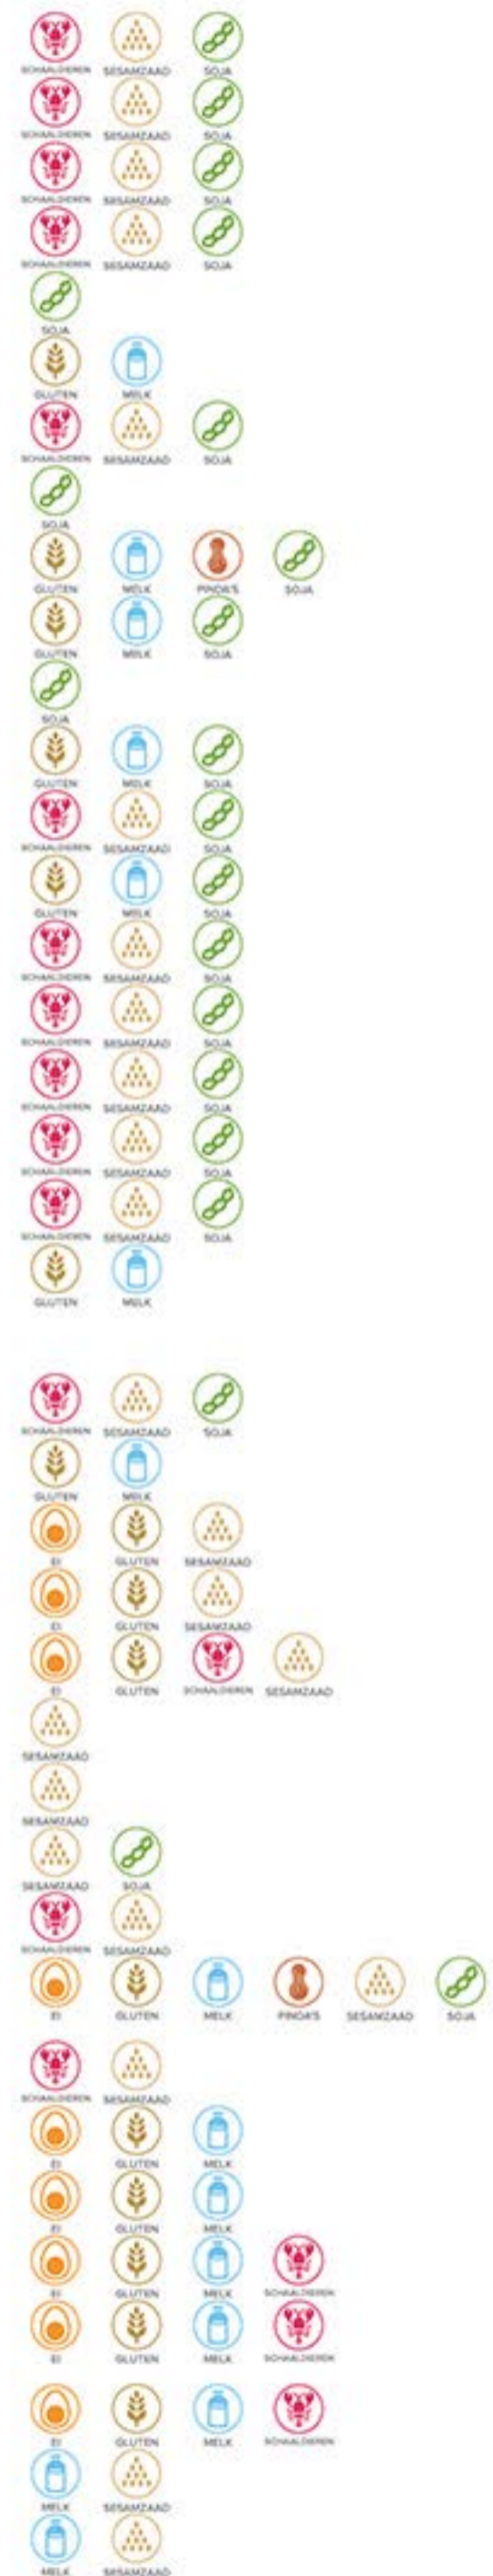 SCHAALDIEREN SESAMZAAD SOJA
SCHAALDIEREN SESAMZAAD SOJA
SCHAALDIEREN SESAMZAAD SOJA
SCHAALDIEREN SESAMZAAD SOJA
SOJA
GLUTEN MELK
SCHAALDIEREN SESAMZAAD SOJA
SOJA
GLUTEN MELK PINDA'S SOJA
GLUTEN MELK SOJA
SOJA
GLUTEN MELK SOJA
SCHAALDIEREN SESAMZAAD SOJA
GLUTEN MELK SOJA
SCHAALDIEREN SESAMZAAD SOJA
SCHAALDIEREN SESAMZAAD SOJA
SCHAALDIEREN SESAMZAAD SOJA
SCHAALDIEREN SESAMZAAD SOJA
SCHAALDIEREN SESAMZAAD SOJA
GLUTEN MELK
SCHAALDIEREN SESAMZAAD SOJA
GLUTEN MELK
EI GLUTEN SESAMZAAD
EI GLUTEN SESAMZAAD
EI GLUTEN SCHAALDIEREN SESAMZAAD
SESAMZAAD
SESAMZAAD
SESAMZAAD SOJA
SCHAALDIEREN SESAMZAAD
EI GLUTEN MELK PINDA'S SESAMZAAD SOJA
SCHAALDIEREN SESAMZAAD
EI GLUTEN MELK
EI GLUTEN MELK
EI GLUTEN MELK SCHAALDIEREN
EI GLUTEN MELK SCHAALDIEREN
EI GLUTEN MELK SCHAALDIEREN
MELK SESAMZAAD
MELK SESAMZAAD